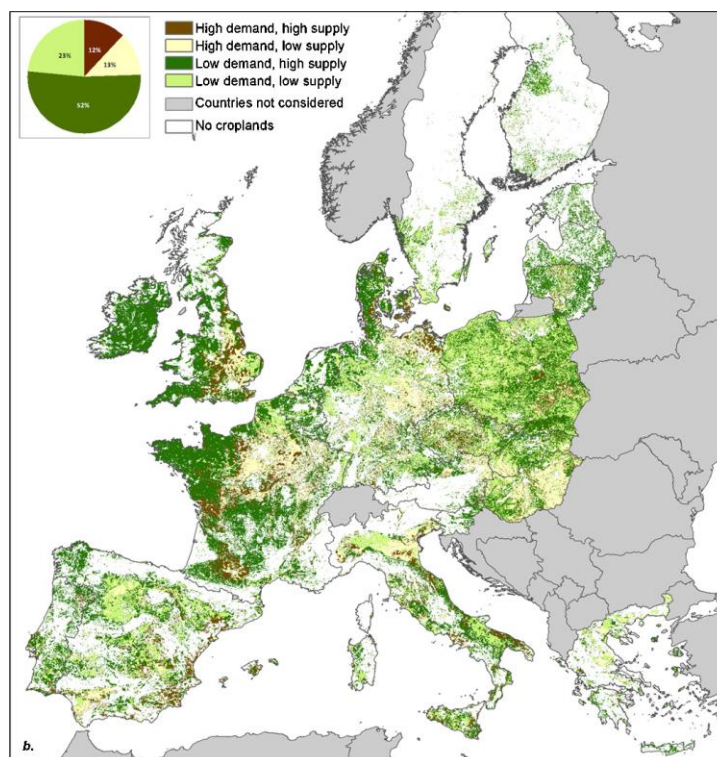 12%
13%
52%
23%
High demand, high supply
High demand, low supply
Low demand, high supply
Low demand, low supply
Countries not considered
No croplands
b.